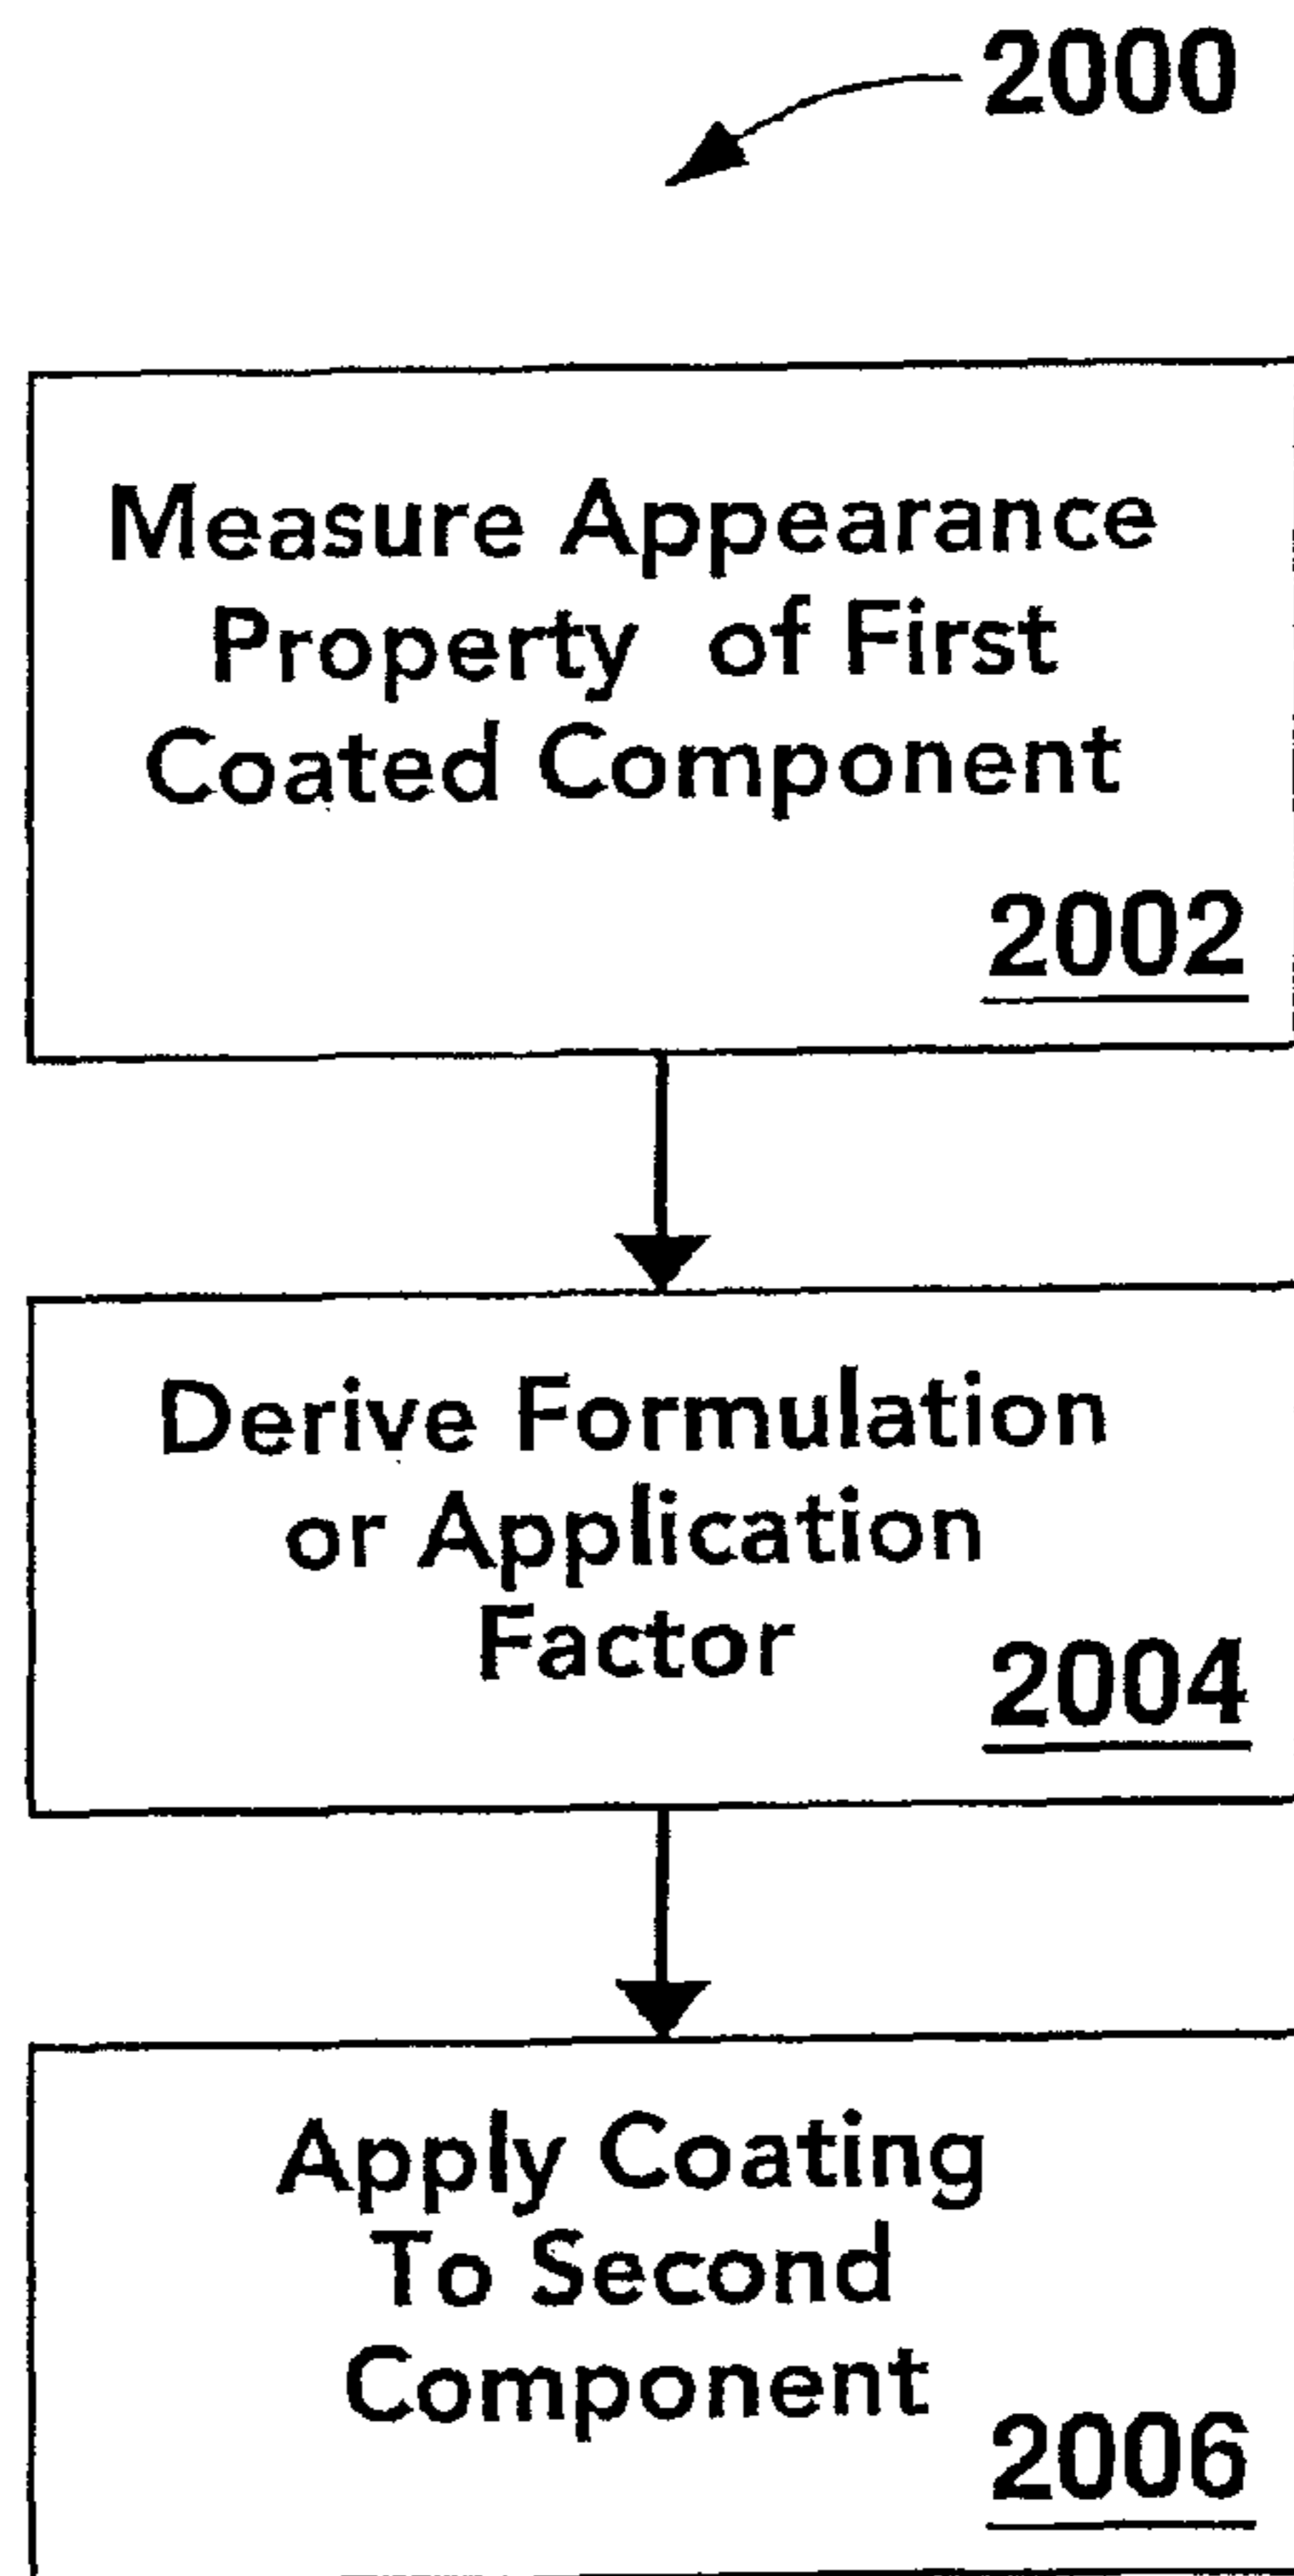 2000
Measure Appearance
Property of First
Coated Component
2002
Derive Formulation
or Application
Factor
2004
Apply Coating
To Second
Component
2006